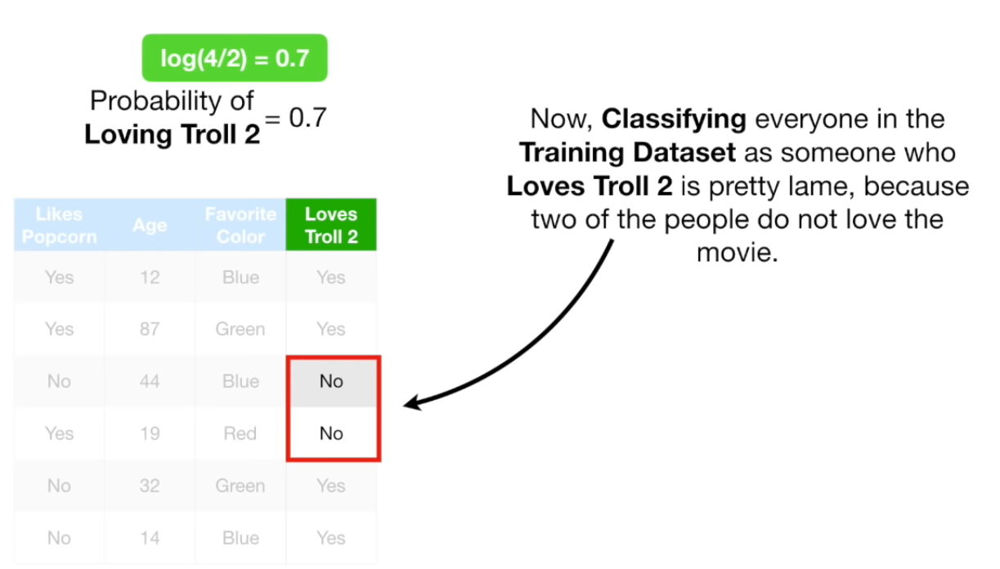 log(4/2) = 0.7
Probability of
Loving Troll 2 = 0.7
Now, Classifying everyone in the
Training Dataset as someone who
Loves Troll 2 is pretty lame, because
two of the people do not love the
movie.
Likes Popcorn Age Favorite Color Loves Troll 2
Yes 12 Blue Yes
Yes 87 Green Yes
No 44 Blue No
Yes 19 Red No
No 32 Green Yes
No 14 Blue Yes